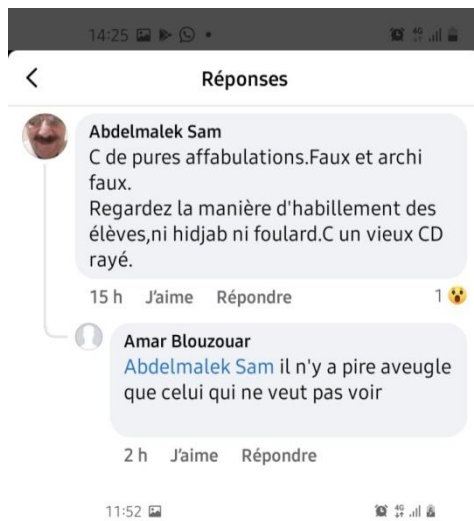 14:25
Réponses
Abdelmalek Sam
C de pures affabulations.Faux et archi
faux.
Regardez la manière d'habillement des
élèves,ni hidjab ni foulard.C un vieux CD
rayé.
15 h J'aime Répondre 1
Amar Blouzouar
Abdelmalek Sam il n'y a pire aveugle
que celui qui ne veut pas voir
2 h J'aime Répondre
11:52